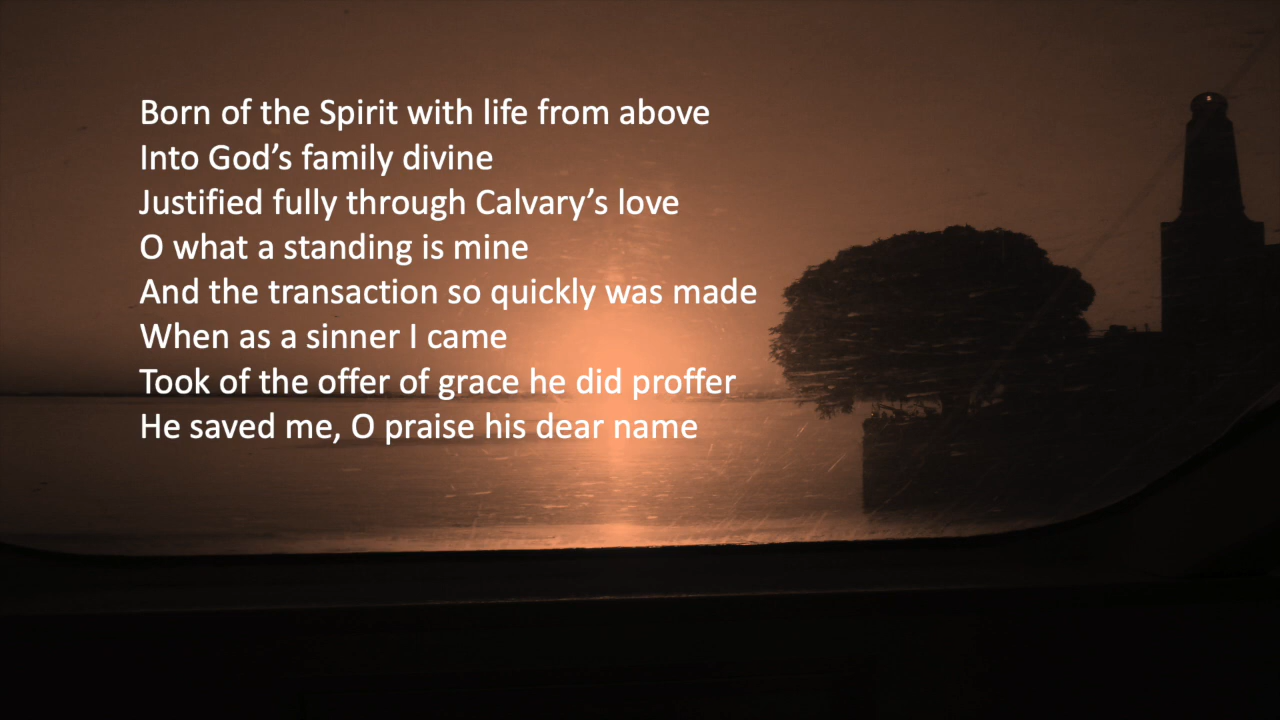 Born of the Spirit with life from above
Into God’s family divine
Justified fully through Calvary’s love
O what a standing is mine
And the transaction so quickly was made
When as a sinner I came
Took of the offer of grace he did proffer
He saved me, O praise his dear name